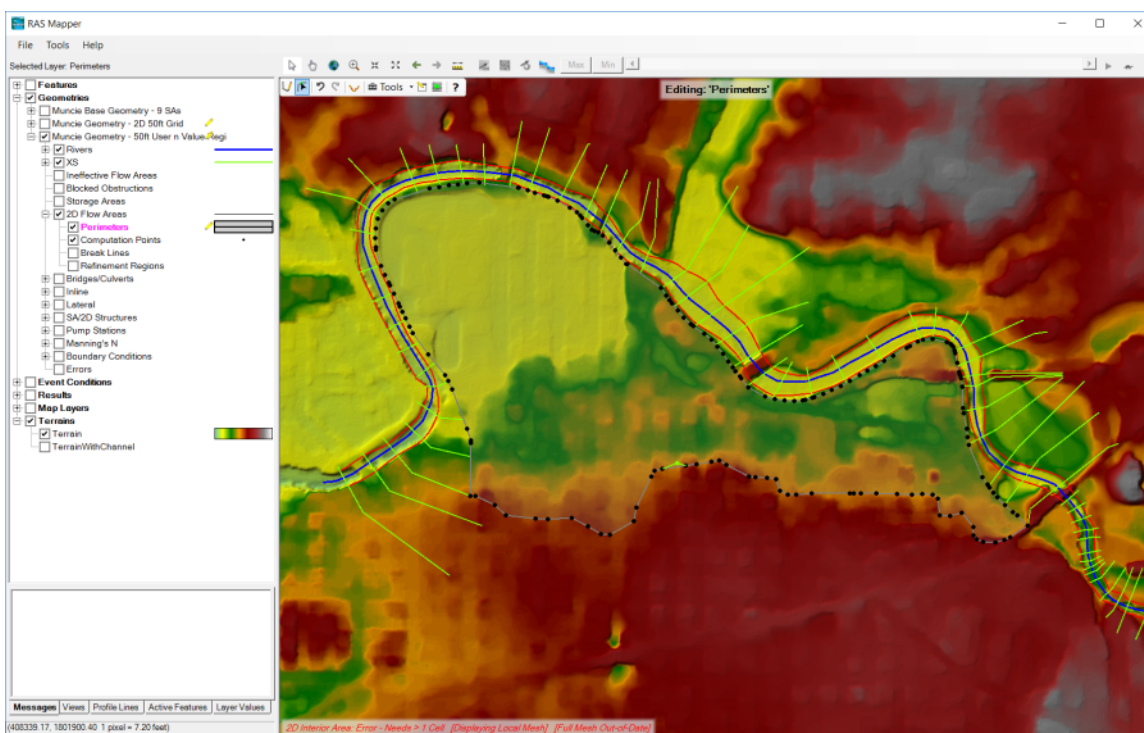 RAS Mapper
File Tools Help
Selected Layer: Perimeters
Max Min
Features
Geometries
Muncie Base Geometry - 9 SAs
Muncie Geometry - 2D 50ft Grid
Muncie Geometry - 50ft User n Value Regi
Rivers
XS
Ineffective Flow Areas
Blocked Obstructions
Storage Areas
2D Flow Areas
Perimeters
Computation Points
Break Lines
Refinement Regions
Bridges/Culverts
Inline
Lateral
SA/2D Structures
Pump Stations
Manning's N
Boundary Conditions
Errors
Event Conditions
Results
Map Layers
Terrains
Terrain
TerrainWithChannel
Tools ?
Editing: 'Perimeters'
Messages Views Profile Lines Active Features Layer Values
(408339.17, 1801900.40 1 pixel = 7.20 feet)
2D Interior Area: Error - Needs > 1 Cell [Displaying Local Mesh] [Full Mesh Out-of-Date]